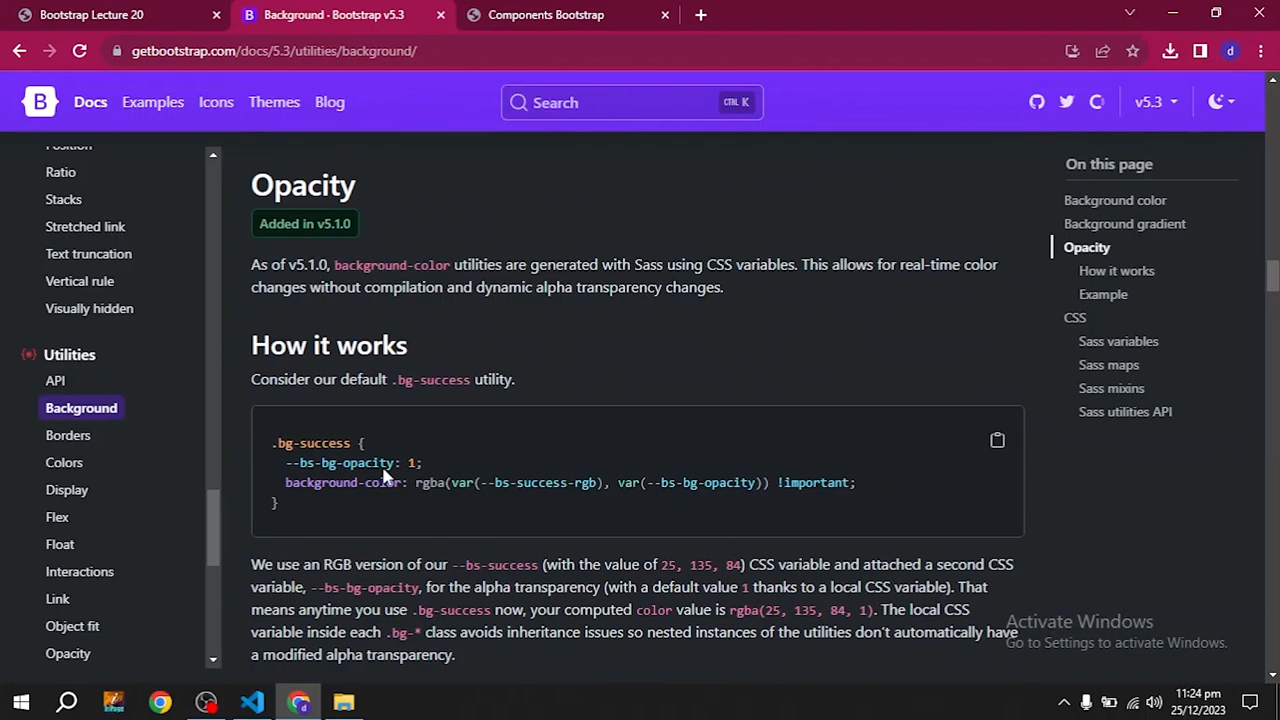 Bootstrap Lecture 20
Background - Bootstrap v5.3
Components Bootstrap
getbootstrap.com/docs/5.3/utilities/background/
d
B
Docs
Examples
Icons
Themes
Blog
Search
CTRL K
v5.3
Position
Ratio
Stacks
Stretched link
Text truncation
Vertical rule
Visually hidden
Utilities
API
Background
Borders
Colors
Display
Flex
Float
Interactions
Link
Object fit
Opacity
Opacity
Added in v5.1.0
As of v5.1.0, background-color utilities are generated with Sass using CSS variables. This allows for real-time color
changes without compilation and dynamic alpha transparency changes.
How it works
Consider our default .bg-success utility.
.bg-success {
--bs-bg-opacity: 1;
background-color: rgba(var(--bs-success-rgb), var(--bs-bg-opacity)) !important;
}
We use an RGB version of our --bs-success (with the value of 25, 135, 84) CSS variable and attached a second CSS
variable, --bs-bg-opacity, for the alpha transparency (with a default value 1 thanks to a local CSS variable). That
means anytime you use .bg-success now, your computed color value is rgba(25, 135, 84, 1). The local CSS
variable inside each .bg-* class avoids inheritance issues so nested instances of the utilities don't automatically have
a modified alpha transparency.
On this page
Background color
Background gradient
Opacity
How it works
Example
CSS
Sass variables
Sass maps
Sass mixins
Sass utilities API
Activate Windows
Go to Settings to activate Windows.
11:24 pm
25/12/2023